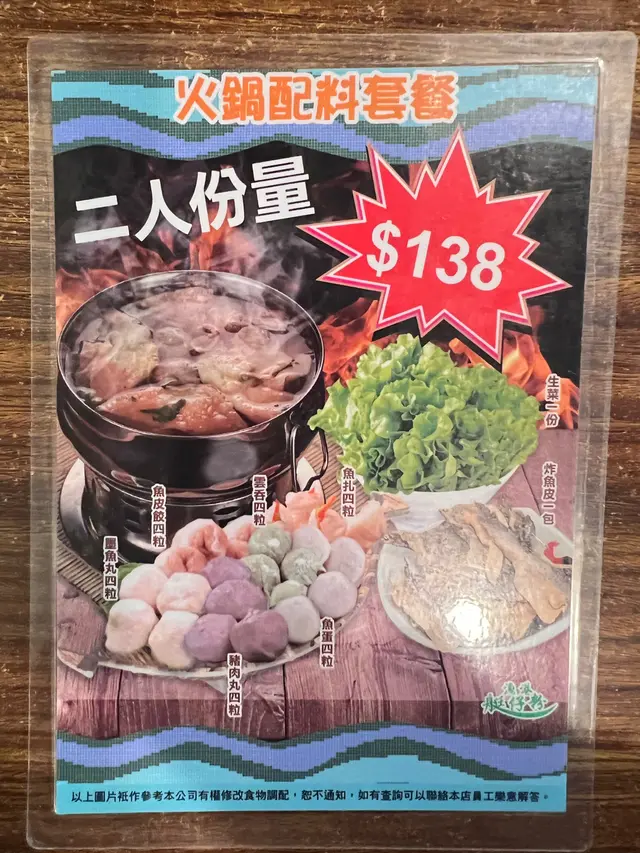 火鍋配料套餐
二人份量
$138
生菜一份
炸魚皮一包
魚扎四粒
雲吞四粒
魚皮餃四粒
墨魚丸四粒
魚蛋四粒
豬肉丸四粒
艇仔粉
以上圖片衹作參考本公司有權修改食物調配，恕不通知，如有查詢可以聯絡本店員工樂意解答。